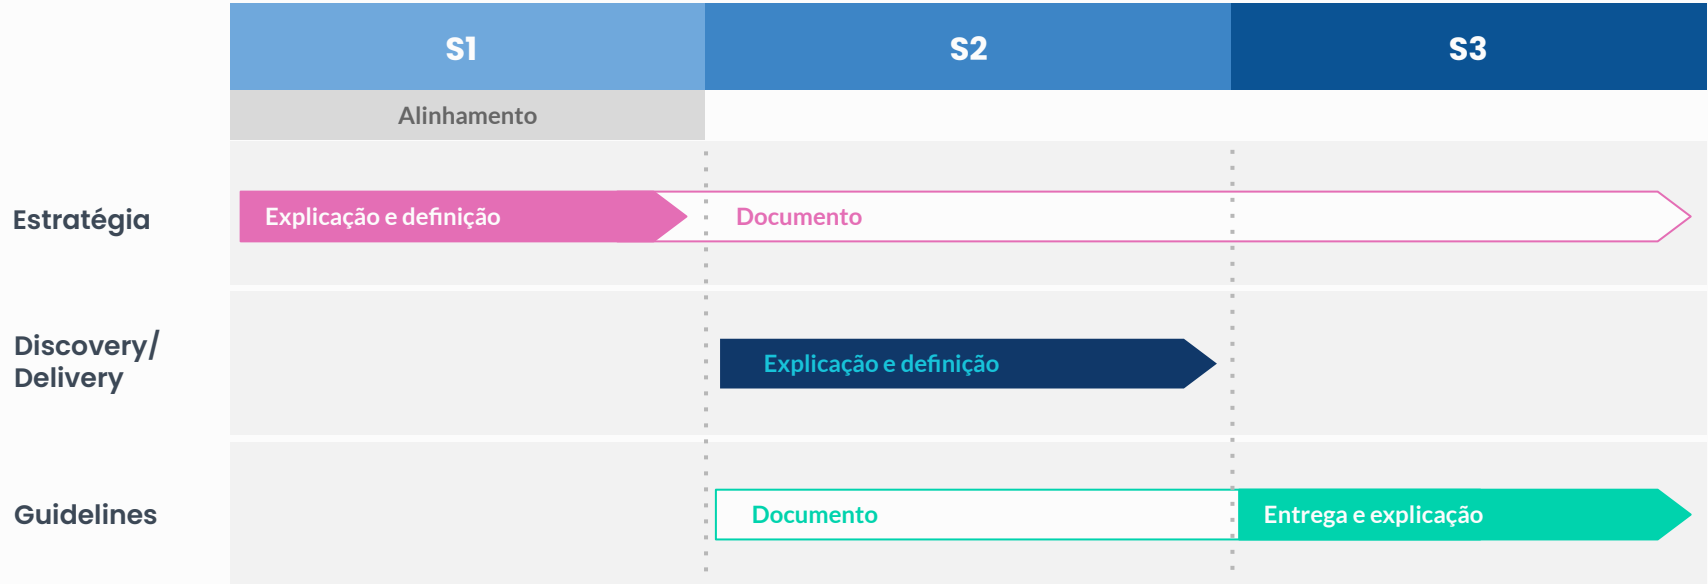 S1
S2
S3
Alinhamento
Estratégia
Explicação e definição
Documento
Discovery/
Delivery
Explicação e definição
Guidelines
Documento
Entrega e explicação